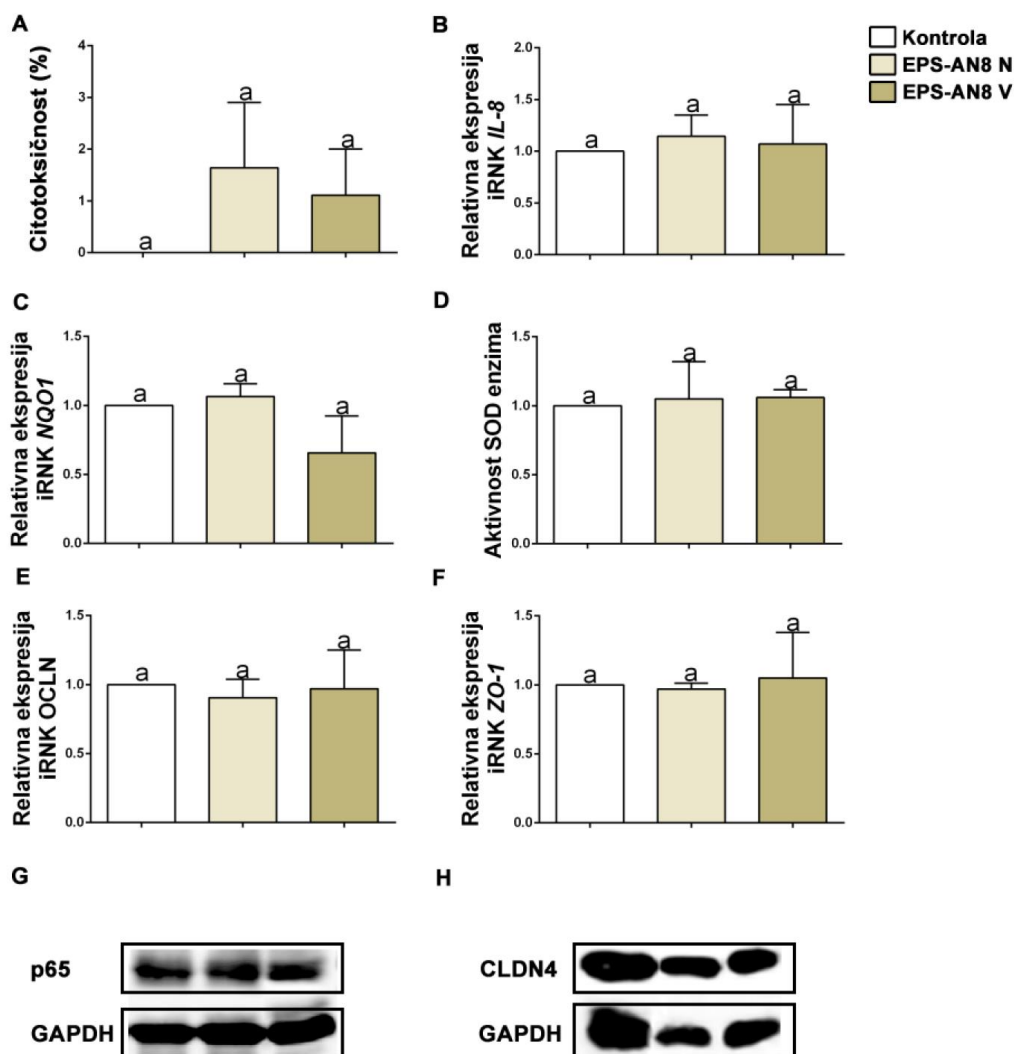 A
Citotoksičnost (%)
4
3
2
1
0
a
a
a
B
Relativna ekspresija
iRNK IL-8
2.0
1.5
1.0
0.5
0.0
a
a
a
Kontrola
EPS-AN8 N
EPS-AN8 V
C
Relativna ekspresija
iRNK NQO1
1.5
1.0
0.5
0.0
a
a
a
D
Aktivnost SOD enzima
1.5
1.0
0.5
0.0
a
a
a
E
Relativna ekspresija
iRNK OCLN
1.5
1.0
0.5
0.0
a
a
a
F
Relativna ekspresija
iRNK ZO-1
1.5
1.0
0.5
0.0
a
a
a
G
p65
GAPDH
H
CLDN4
GAPDH